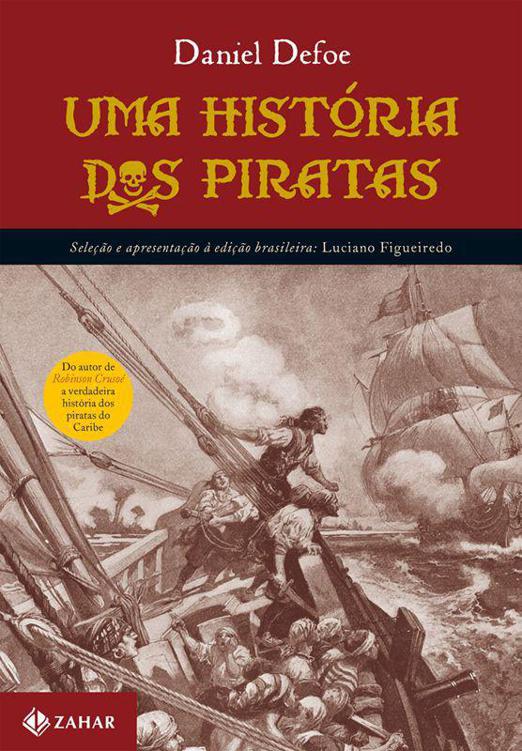 Daniel Defoe
UMA HISTÓRIA
DOS PIRATAS
Seleção e apresentação à edição brasileira: Luciano Figueiredo
Do autor de
Robinson Crusoé
a verdadeira
história dos
piratas do
Caribe
ZAHAR